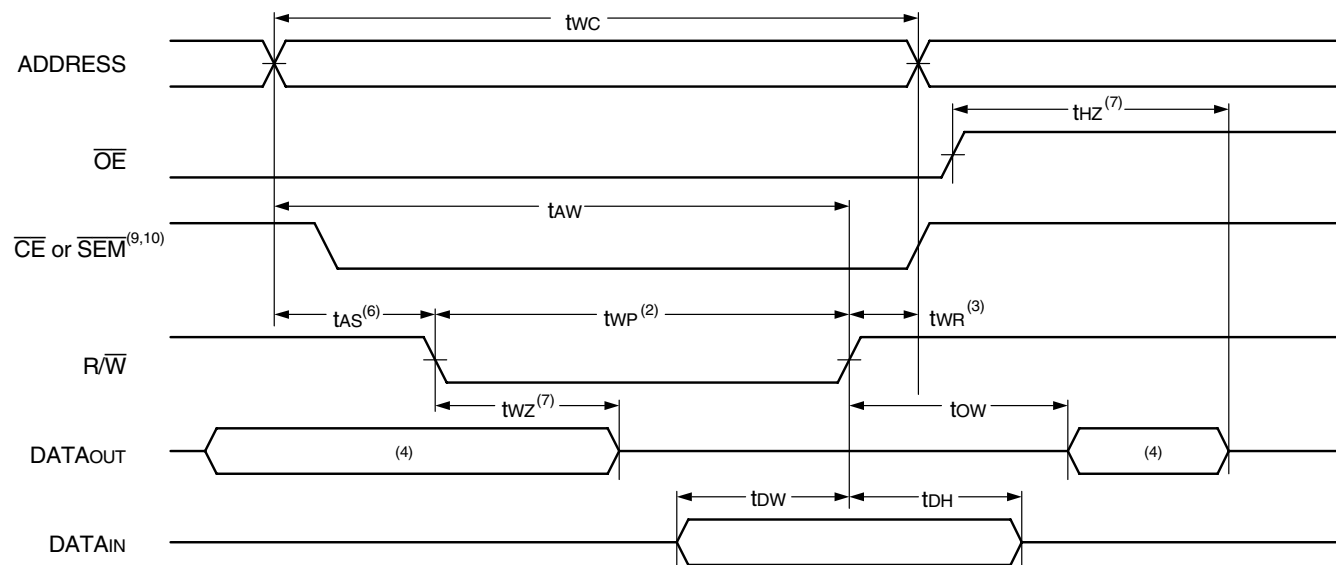 tWC
ADDRESS
tHZ(7)
OE
tAW
CE or SEM(9,10)
tAS(6) tWP(2) tWR(3)
R/W
tWZ(7) tOW
DATAOUT (4) (4)
tDW tDH
DATAIN